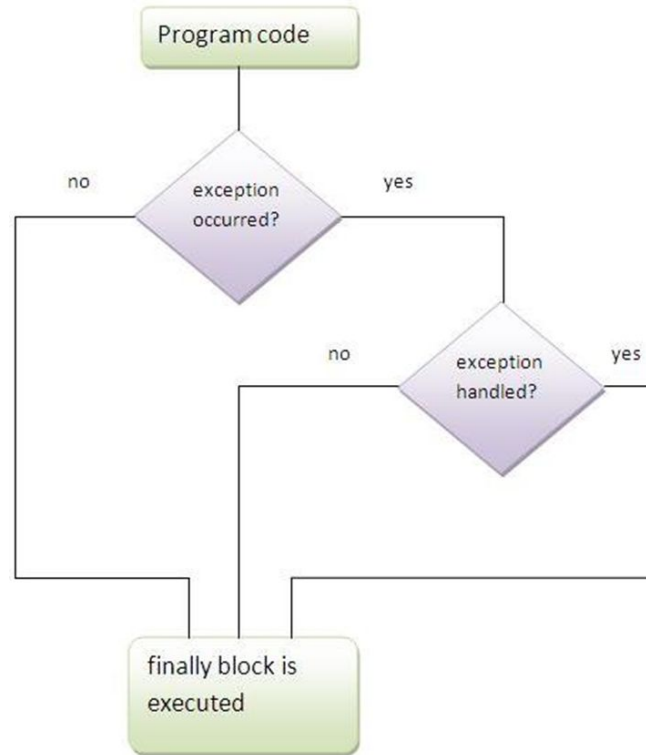 Program code
no
yes
exception
occurred?
no
yes
exception
handled?
finally block is
executed